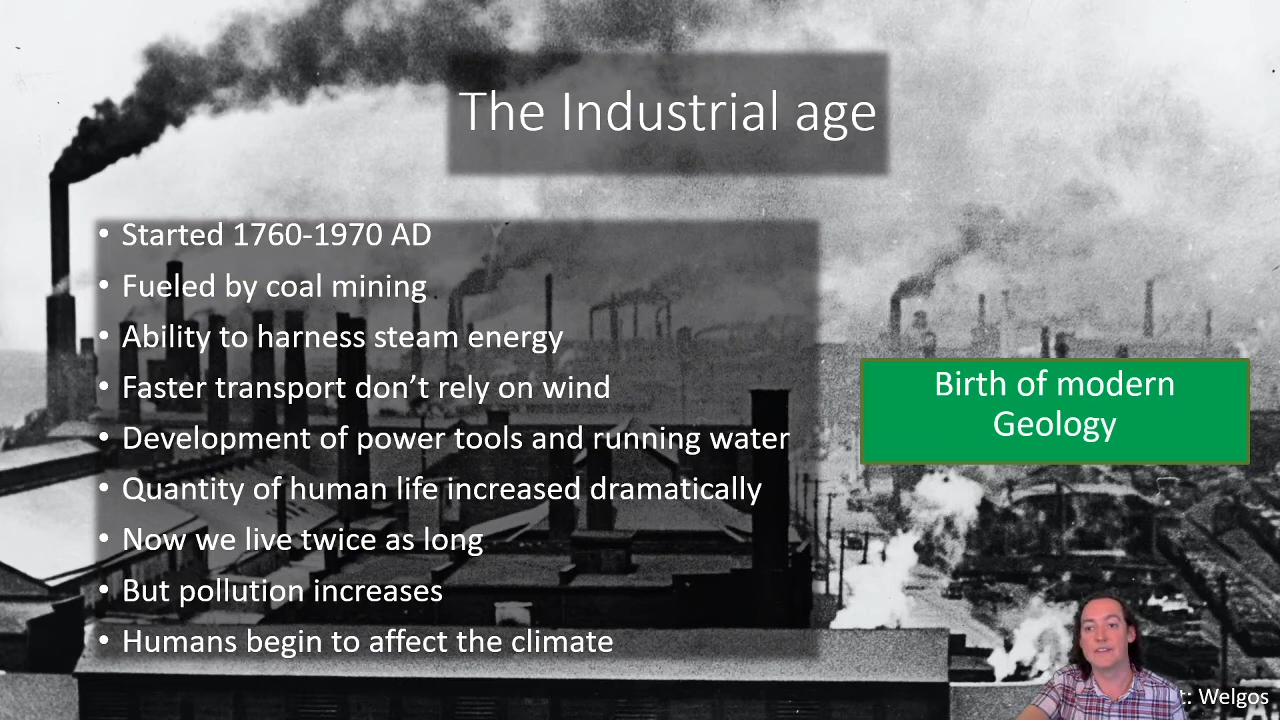 The Industrial age
• Started 1760-1970 AD
• Fueled by coal mining
• Ability to harness steam energy
• Faster transport don’t rely on wind
• Development of power tools and running water
• Quantity of human life increased dramatically
• Now we live twice as long
• But pollution increases
• Humans begin to affect the climate
Birth of modern
Geology
Welgos